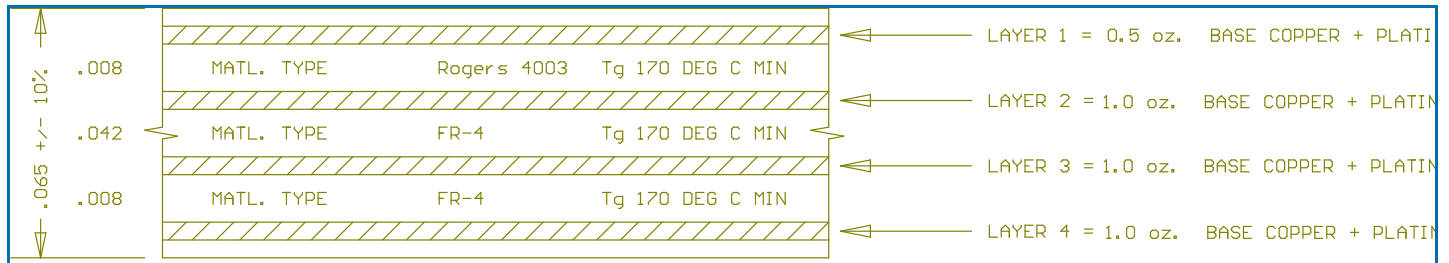 LAYER 1 = 0.5 oz. BASE COPPER + PLATI
.008 MATL. TYPE Rogers 4003 Tg 170 DEG C MIN
LAYER 2 = 1.0 oz. BASE COPPER + PLATIN
.042 MATL. TYPE FR-4 Tg 170 DEG C MIN
.065 +/- 10%
LAYER 3 = 1.0 oz. BASE COPPER + PLATIN
.008 MATL. TYPE FR-4 Tg 170 DEG C MIN
LAYER 4 = 1.0 oz. BASE COPPER + PLATIN